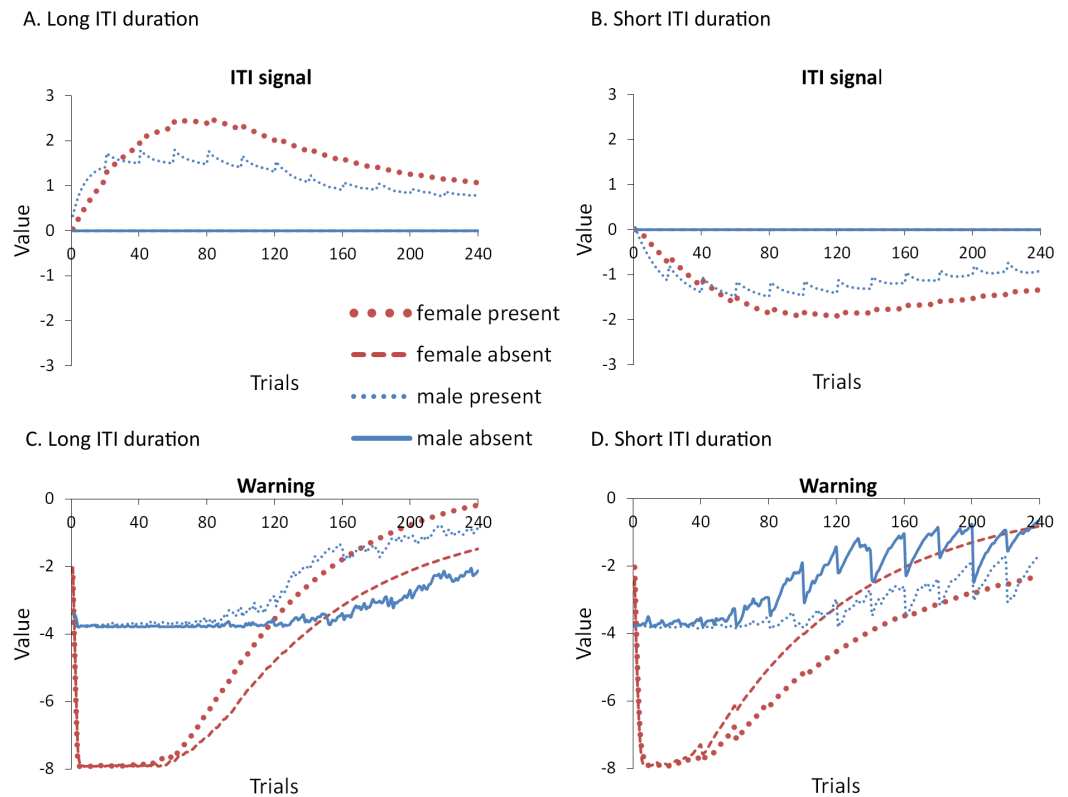 A. Long ITI duration
ITI signal
3
2
1
0
-1
-2
-3
0 40 80 120 160 200 240
Value
Trials
B. Short ITI duration
ITI signal
3
2
1
0
-1
-2
-3
0 40 80 120 160 200 240
Value
Trials
female present
female absent
male present
male absent
C. Long ITI duration
Warning
0
-2
-4
-6
-8
0 40 80 120 160 200 240
Value
Trials
D. Short ITI duration
Warning
0
-2
-4
-6
-8
0 40 80 120 160 200 240
Value
Trials